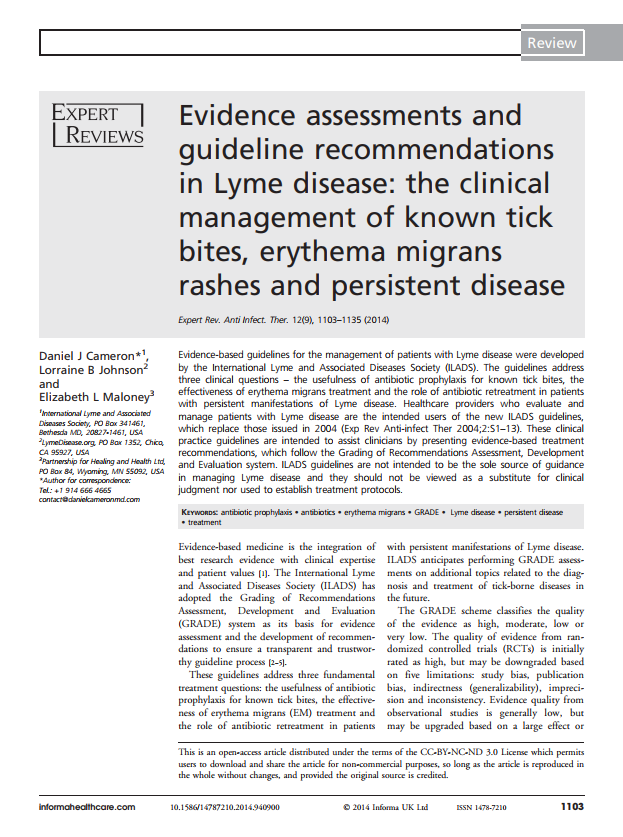 Review
EXPERT
REVIEWS
Evidence assessments and
guideline recommendations
in Lyme disease: the clinical
management of known tick
bites, erythema migrans
rashes and persistent disease
Expert Rev. Anti Infect. Ther. 12(9), 1103–1135 (2014)
Daniel J Cameron*1,
Lorraine B Johnson2
and
Elizabeth L Maloney3
1International Lyme and Associated
Diseases Society, PO Box 341461,
Bethesda MD, 20827-1461, USA
2LymeDisease.org, PO Box 1352, Chico,
CA 95927, USA
3Partnership for Healing and Health Ltd,
PO Box 84, Wyoming, MN 55092, USA
*Author for correspondence:
Tel.: +1 914 666 4665
contact@danielcameronmd.com
Evidence-based guidelines for the management of patients with Lyme disease were developed
by the International Lyme and Associated Diseases Society (ILADS). The guidelines address
three clinical questions – the usefulness of antibiotic prophylaxis for known tick bites, the
effectiveness of erythema migrans treatment and the role of antibiotic retreatment in patients
with persistent manifestations of Lyme disease. Healthcare providers who evaluate and
manage patients with Lyme disease are the intended users of the new ILADS guidelines,
which replace those issued in 2004 (Exp Rev Anti-infect Ther 2004;2:S1–13). These clinical
practice guidelines are intended to assist clinicians by presenting evidence-based treatment
recommendations, which follow the Grading of Recommendations Assessment, Development
and Evaluation system. ILADS guidelines are not intended to be the sole source of guidance
in managing Lyme disease and they should not be viewed as a substitute for clinical
judgment nor used to establish treatment protocols.
KEYWORDS: antibiotic prophylaxis • antibiotics • erythema migrans • GRADE • Lyme disease • persistent disease
• treatment
Evidence-based medicine is the integration of
best research evidence with clinical expertise
and patient values [1]. The International Lyme
and Associated Diseases Society (ILADS) has
adopted the Grading of Recommendations
Assessment, Development and Evaluation
(GRADE) system as its basis for evidence
assessment and the development of recommen-
dations to ensure a transparent and trustwor-
thy guideline process [2–5].
These guidelines address three fundamental
treatment questions: the usefulness of antibiotic
prophylaxis for known tick bites, the effective-
ness of erythema migrans (EM) treatment and
the role of antibiotic retreatment in patients
with persistent manifestations of Lyme disease.
ILADS anticipates performing GRADE assess-
ments on additional topics related to the diag-
nosis and treatment of tick-borne diseases in
the future.
The GRADE scheme classifies the quality
of the evidence as high, moderate, low or
very low. The quality of evidence from ran-
domized controlled trials (RCTs) is initially
rated as high, but may be downgraded based
on five limitations: study bias, publication
bias, indirectness (generalizability), impreci-
sion and inconsistency. Evidence quality from
observational studies is generally low, but
may be upgraded based on a large effect or
This is an open-access article distributed under the terms of the CC-BY-NC-ND 3.0 License which permits
users to download and share the article for non-commercial purposes, so long as the article is reproduced in
the whole without changes, and provided the original source is credited.
informahealthcare.com
10.1586/14787210.2014.940900
© 2014 Informa UK Ltd
ISSN 1478-7210
1103